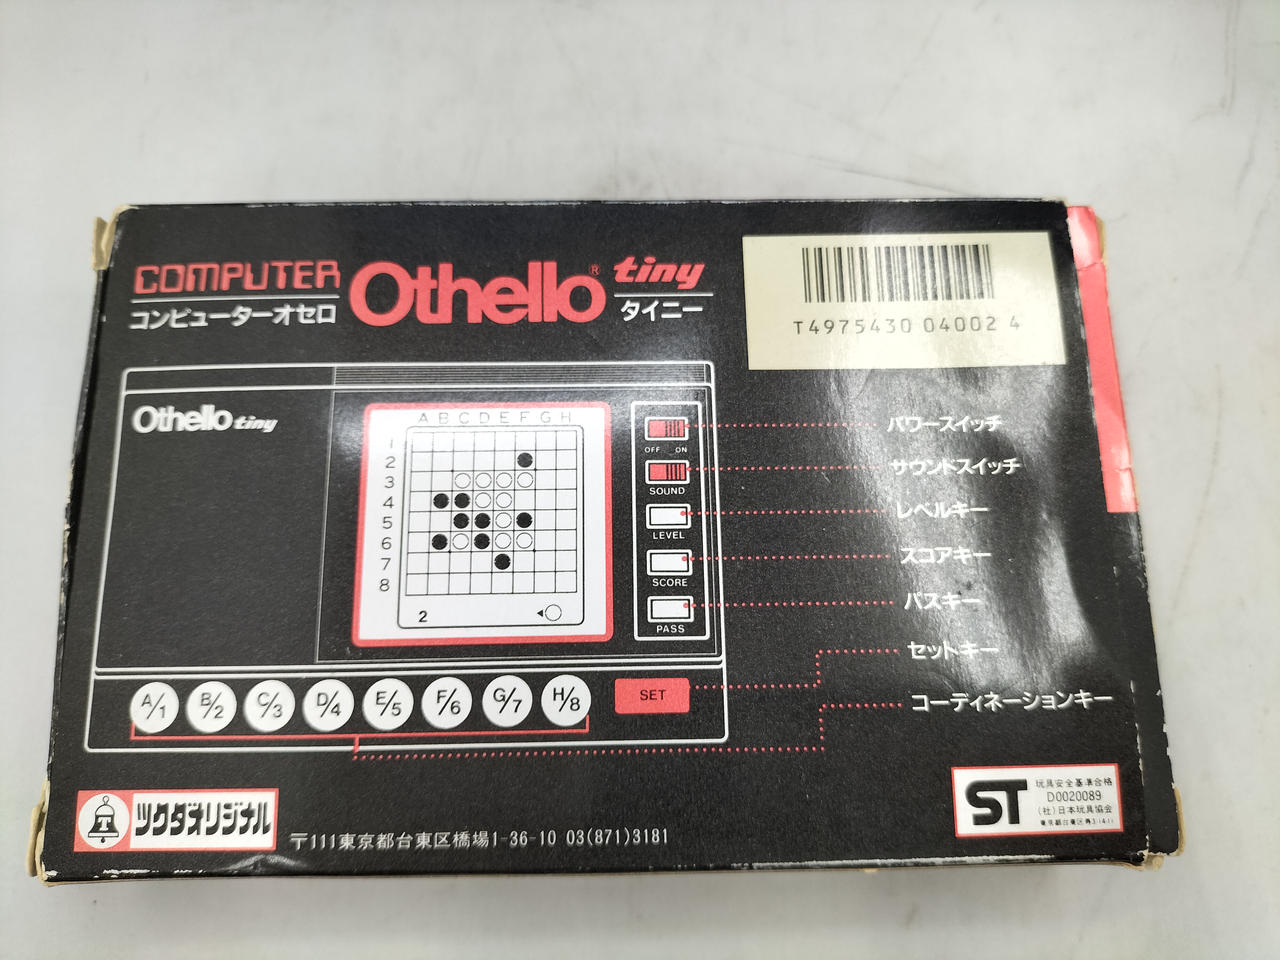 COMPUTER Othello® tiny
コンピューターオセロ タイニー
T4975430 04002 4
Othello tiny
A B C D E F G H
1
2
3
4
5
6
7
8
2
OFF ON
SOUND
LEVEL
SCORE
PASS
パワースイッチ
サウンドスイッチ
レベルキー
スコアキー
パスキー
セットキー
コーディネーションキー
A/1 B/2 C/3 D/4 E/5 F/6 G/7 H/8 SET
T ツクダオリジナル
〒111東京都台東区橋場1-36-10 03(871)3181
ST
玩具安全基準合格
D0020089
(社)日本玩具協会